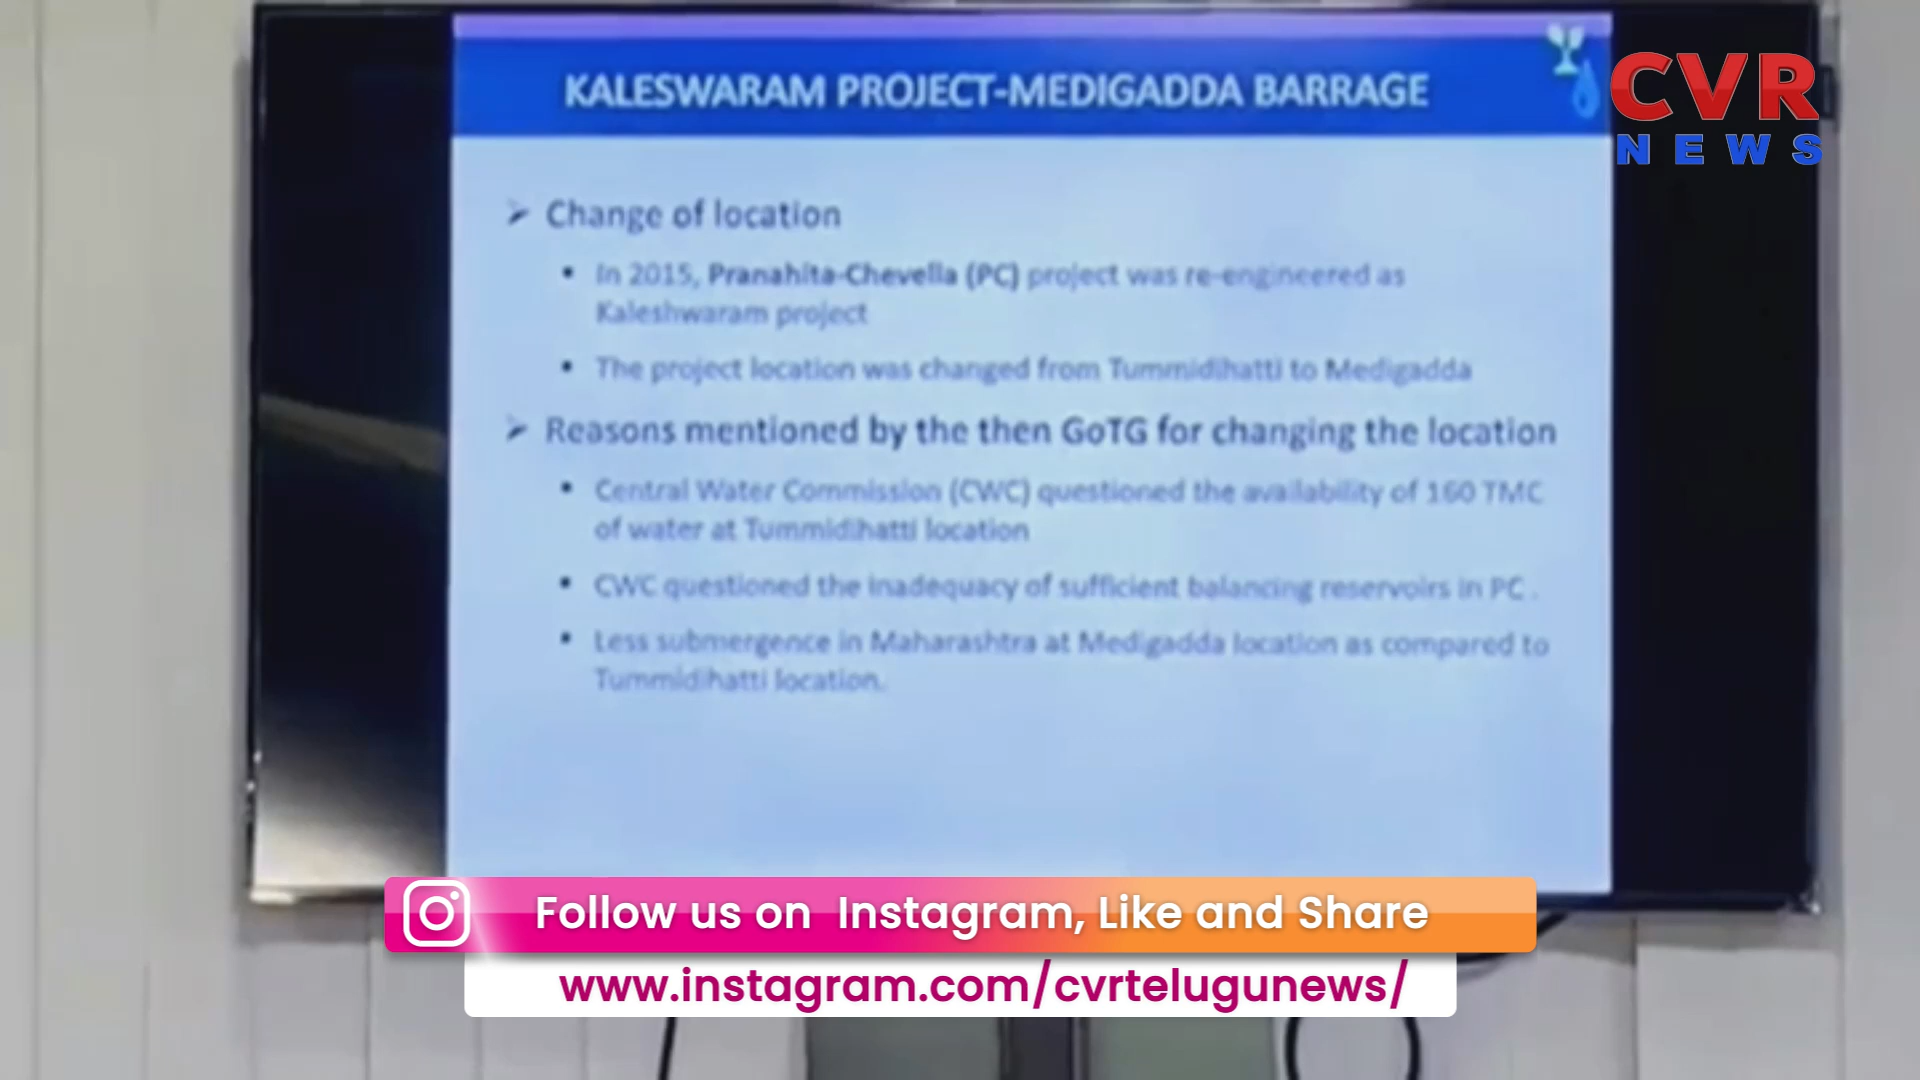 KALESWARAM PROJECT-MEDIGADDA BARRAGE
CVR
NEWS
➢ Change of location
• In 2015, Pranahita-Chevella (PC) project was re-engineered as
Kaleshwaram project
• The project location was changed from Tummidihatti to Medigadda
➢ Reasons mentioned by the then GoTG for changing the location
• Central Water Commission (CWC) questioned the availability of 160 TMC
of water at Tummidihatti location
• CWC questioned the inadequacy of sufficient balancing reservoirs in PC .
• Less submergence in Maharashtra at Medigadda location as compared to
Tummidihatti location.
Follow us on Instagram, Like and Share
www.instagram.com/cvrtelugunews/